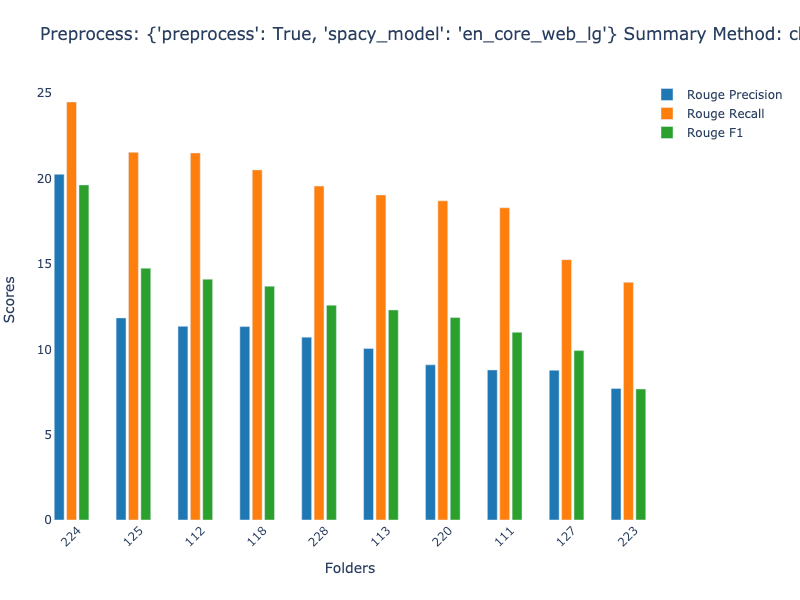 Preprocess: {'preprocess': True, 'spacy_model': 'en_core_web_lg'} Summary Method:
Rouge Precision
Rouge Recall
Rouge F1
Scores
25
20
15
10
5
0
224 125 112 118 228 113 220 111 127 223
Folders